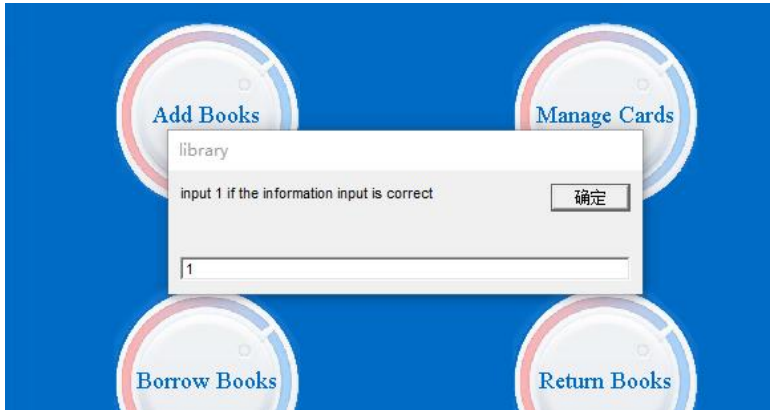 Add Books
Manage Cards
library
input 1 if the information input is correct
确定
1
Borrow Books
Return Books